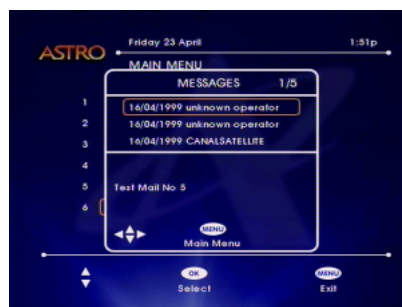 ASTRO
Friday 23 April 1:51p
MAIN MENU
MESSAGES 1/5
1
16/04/1999 unknown operator
2
16/04/1999 unknown operator
3
16/04/1999 CANALSATELLITE
4
5
Test Mail No 5
6
MENU
Main Menu
OK
Select
MENU
Exit